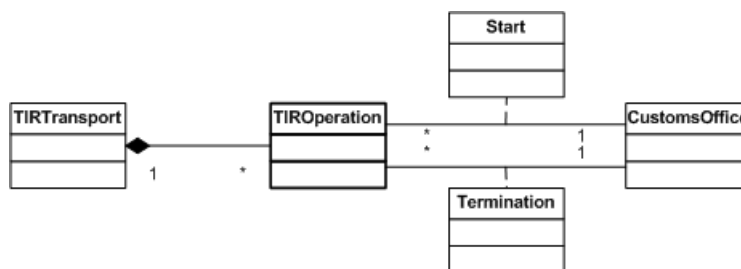 Start
TIRTransport
TIROperation
CustomsOffice
* 1
* 1
1 *
Termination